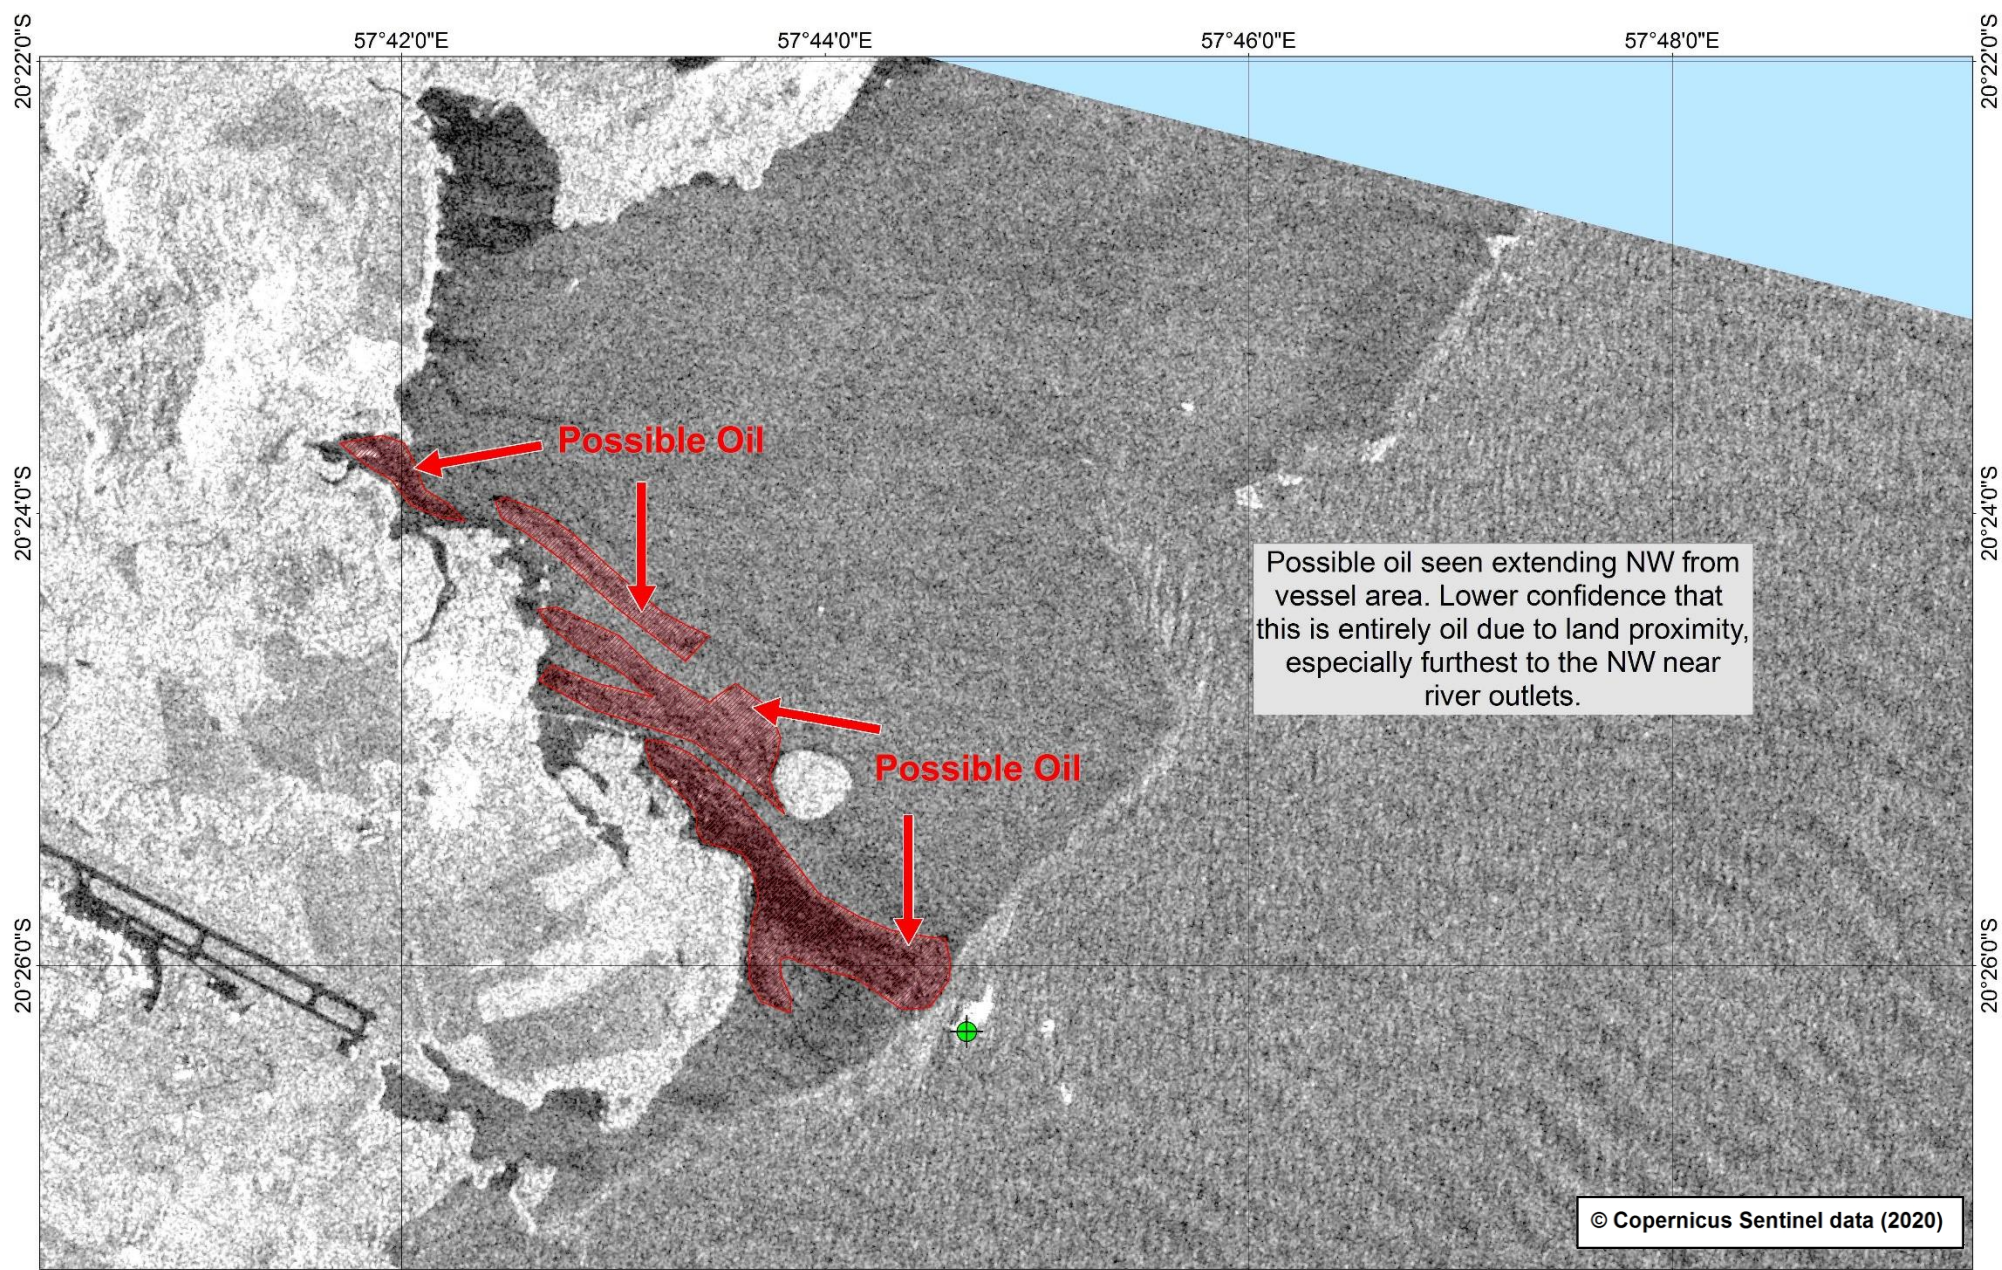 57°42'0"E
57°44'0"E
57°46'0"E
57°48'0"E
20°22'0"S
20°22'0"S
Possible Oil
20°24'0"S
20°24'0"S
Possible oil seen extending NW from
vessel area. Lower confidence that
this is entirely oil due to land proximity,
especially furthest to the NW near
river outlets.
Possible Oil
20°26'0"S
20°26'0"S
© Copernicus Sentinel data (2020)